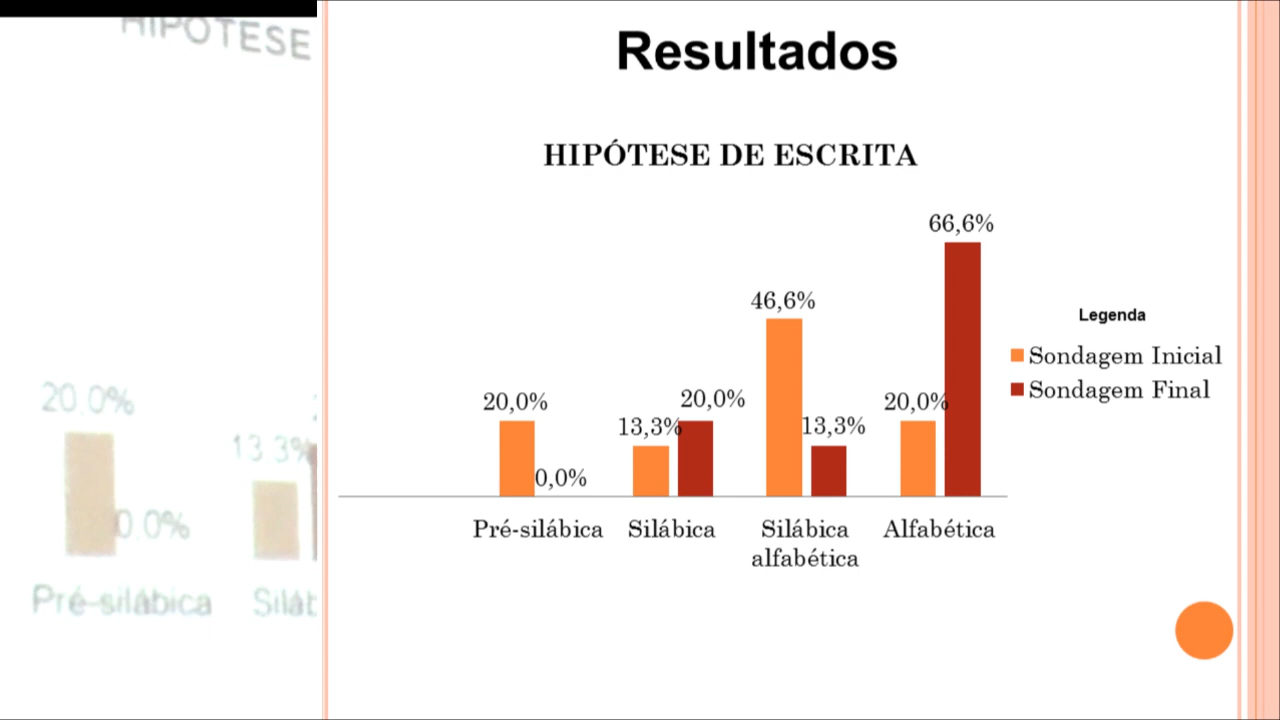 HIPÓTESE
20.0%
13.3%
0.0%
Pré-silábica
Resultados
HIPÓTESE DE ESCRITA
66,6%
46,6%
Legenda
Sondagem Inicial
Sondagem Final
20,0%
13,3%
20,0%
13,3%
20,0%
0,0%
Pré-silábica
Silábica
Silábica
alfabética
Alfabética